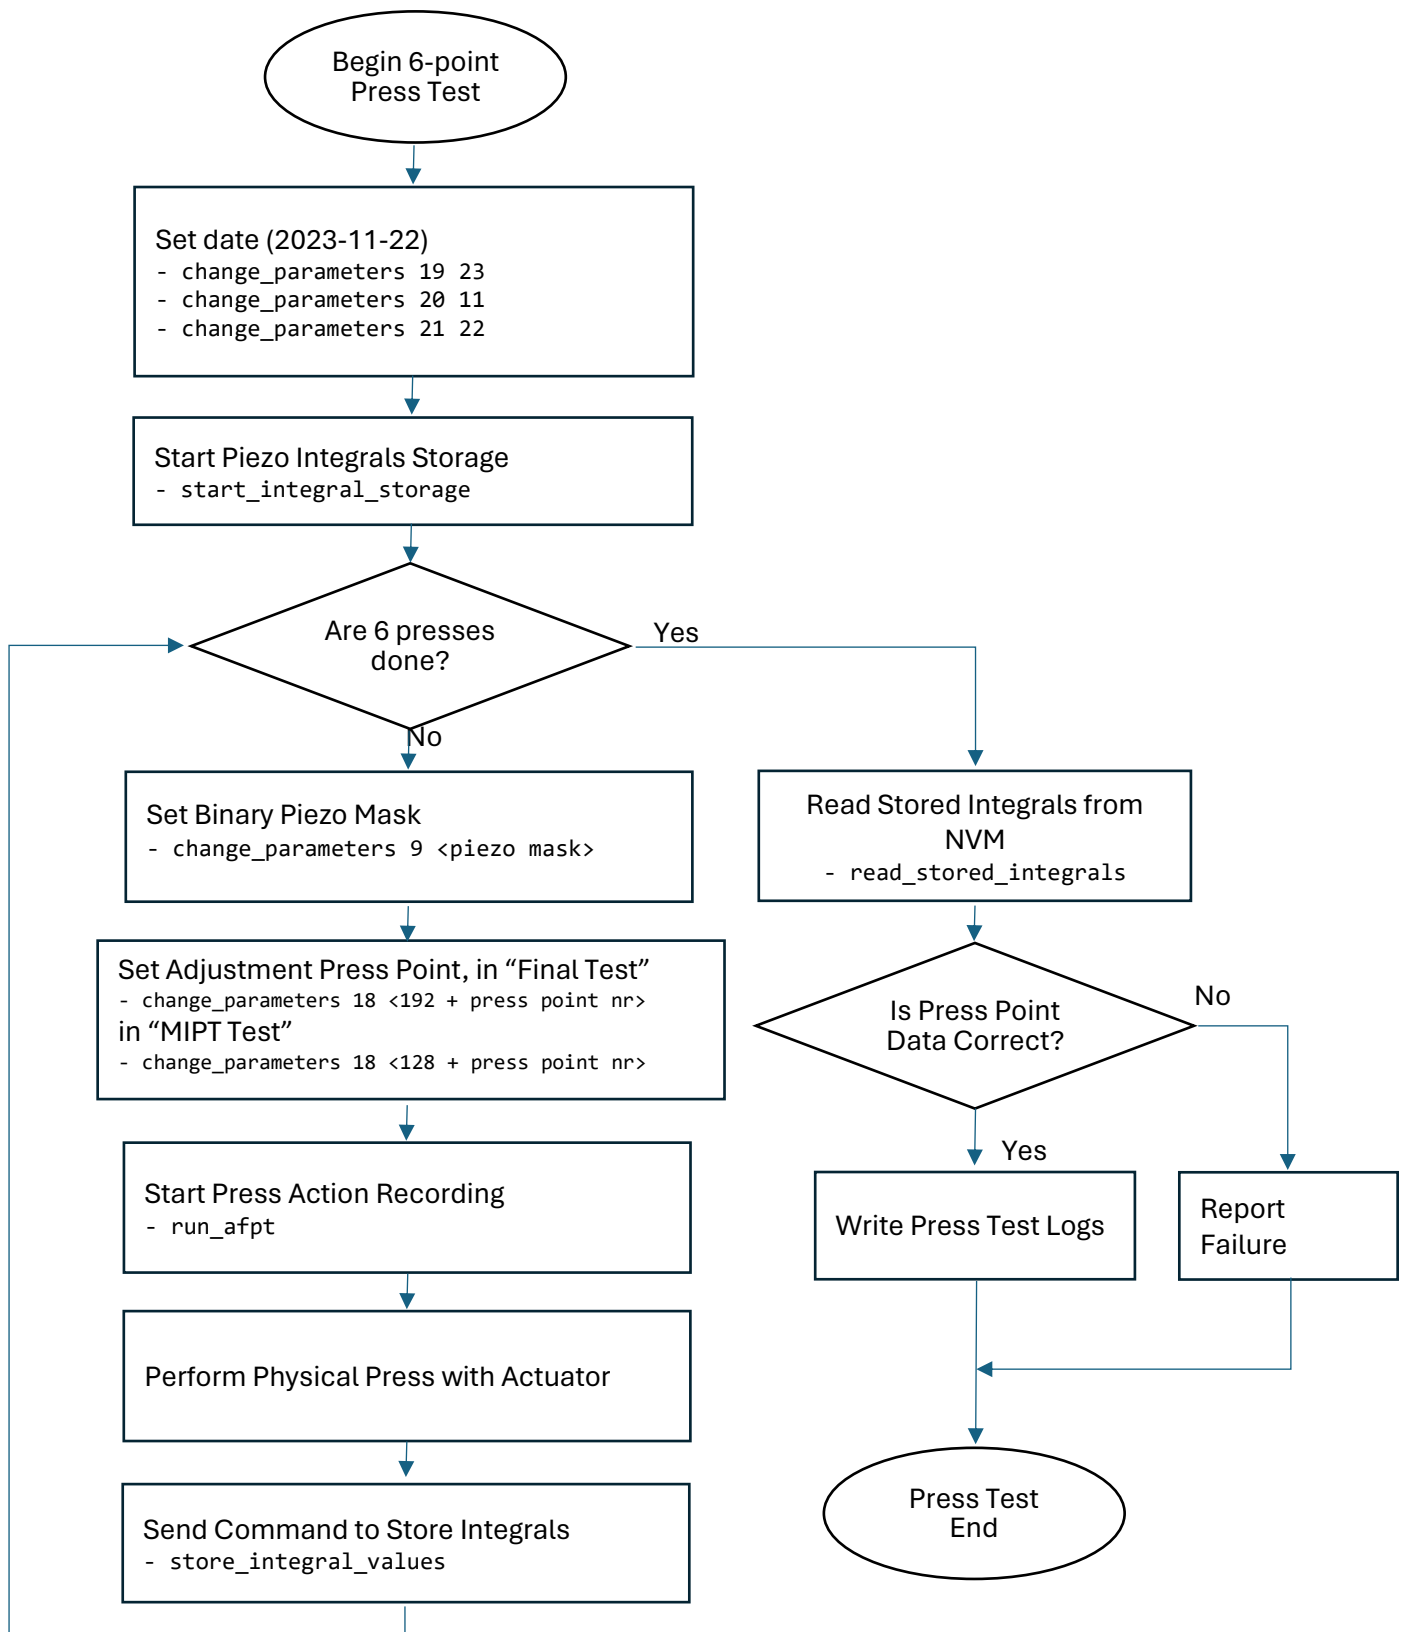 Begin 6-point
Press Test
Set date (2023-11-22)
- change_parameters 19 23
- change_parameters 20 11
- change_parameters 21 22
Start Piezo Integrals Storage
- start_integral_storage
Are 6 presses
done?
Yes
No
Set Binary Piezo Mask
- change_parameters 9 <piezo mask>
Set Adjustment Press Point, in “Final Test”
- change_parameters 18 <192 + press point nr>
in “MIPT Test”
- change_parameters 18 <128 + press point nr>
Start Press Action Recording
- run_afpt
Perform Physical Press with Actuator
Send Command to Store Integrals
- store_integral_values
Read Stored Integrals from
NVM
- read_stored_integrals
Is Press Point
Data Correct?
No
Yes
Write Press Test Logs
Report
Failure
Press Test
End